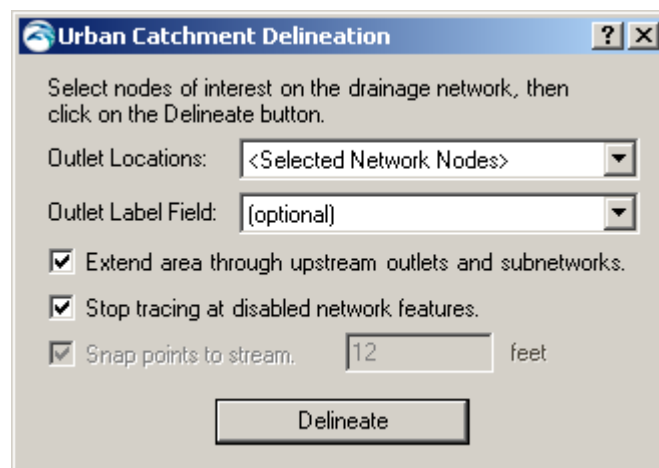 Urban Catchment Delineation
Select nodes of interest on the drainage network, then
click on the Delineate button.
Outlet Locations: <Selected Network Nodes>
Outlet Label Field: (optional)
Extend area through upstream outlets and subnetworks.
Stop tracing at disabled network features.
Snap points to stream. 12 feet
Delineate